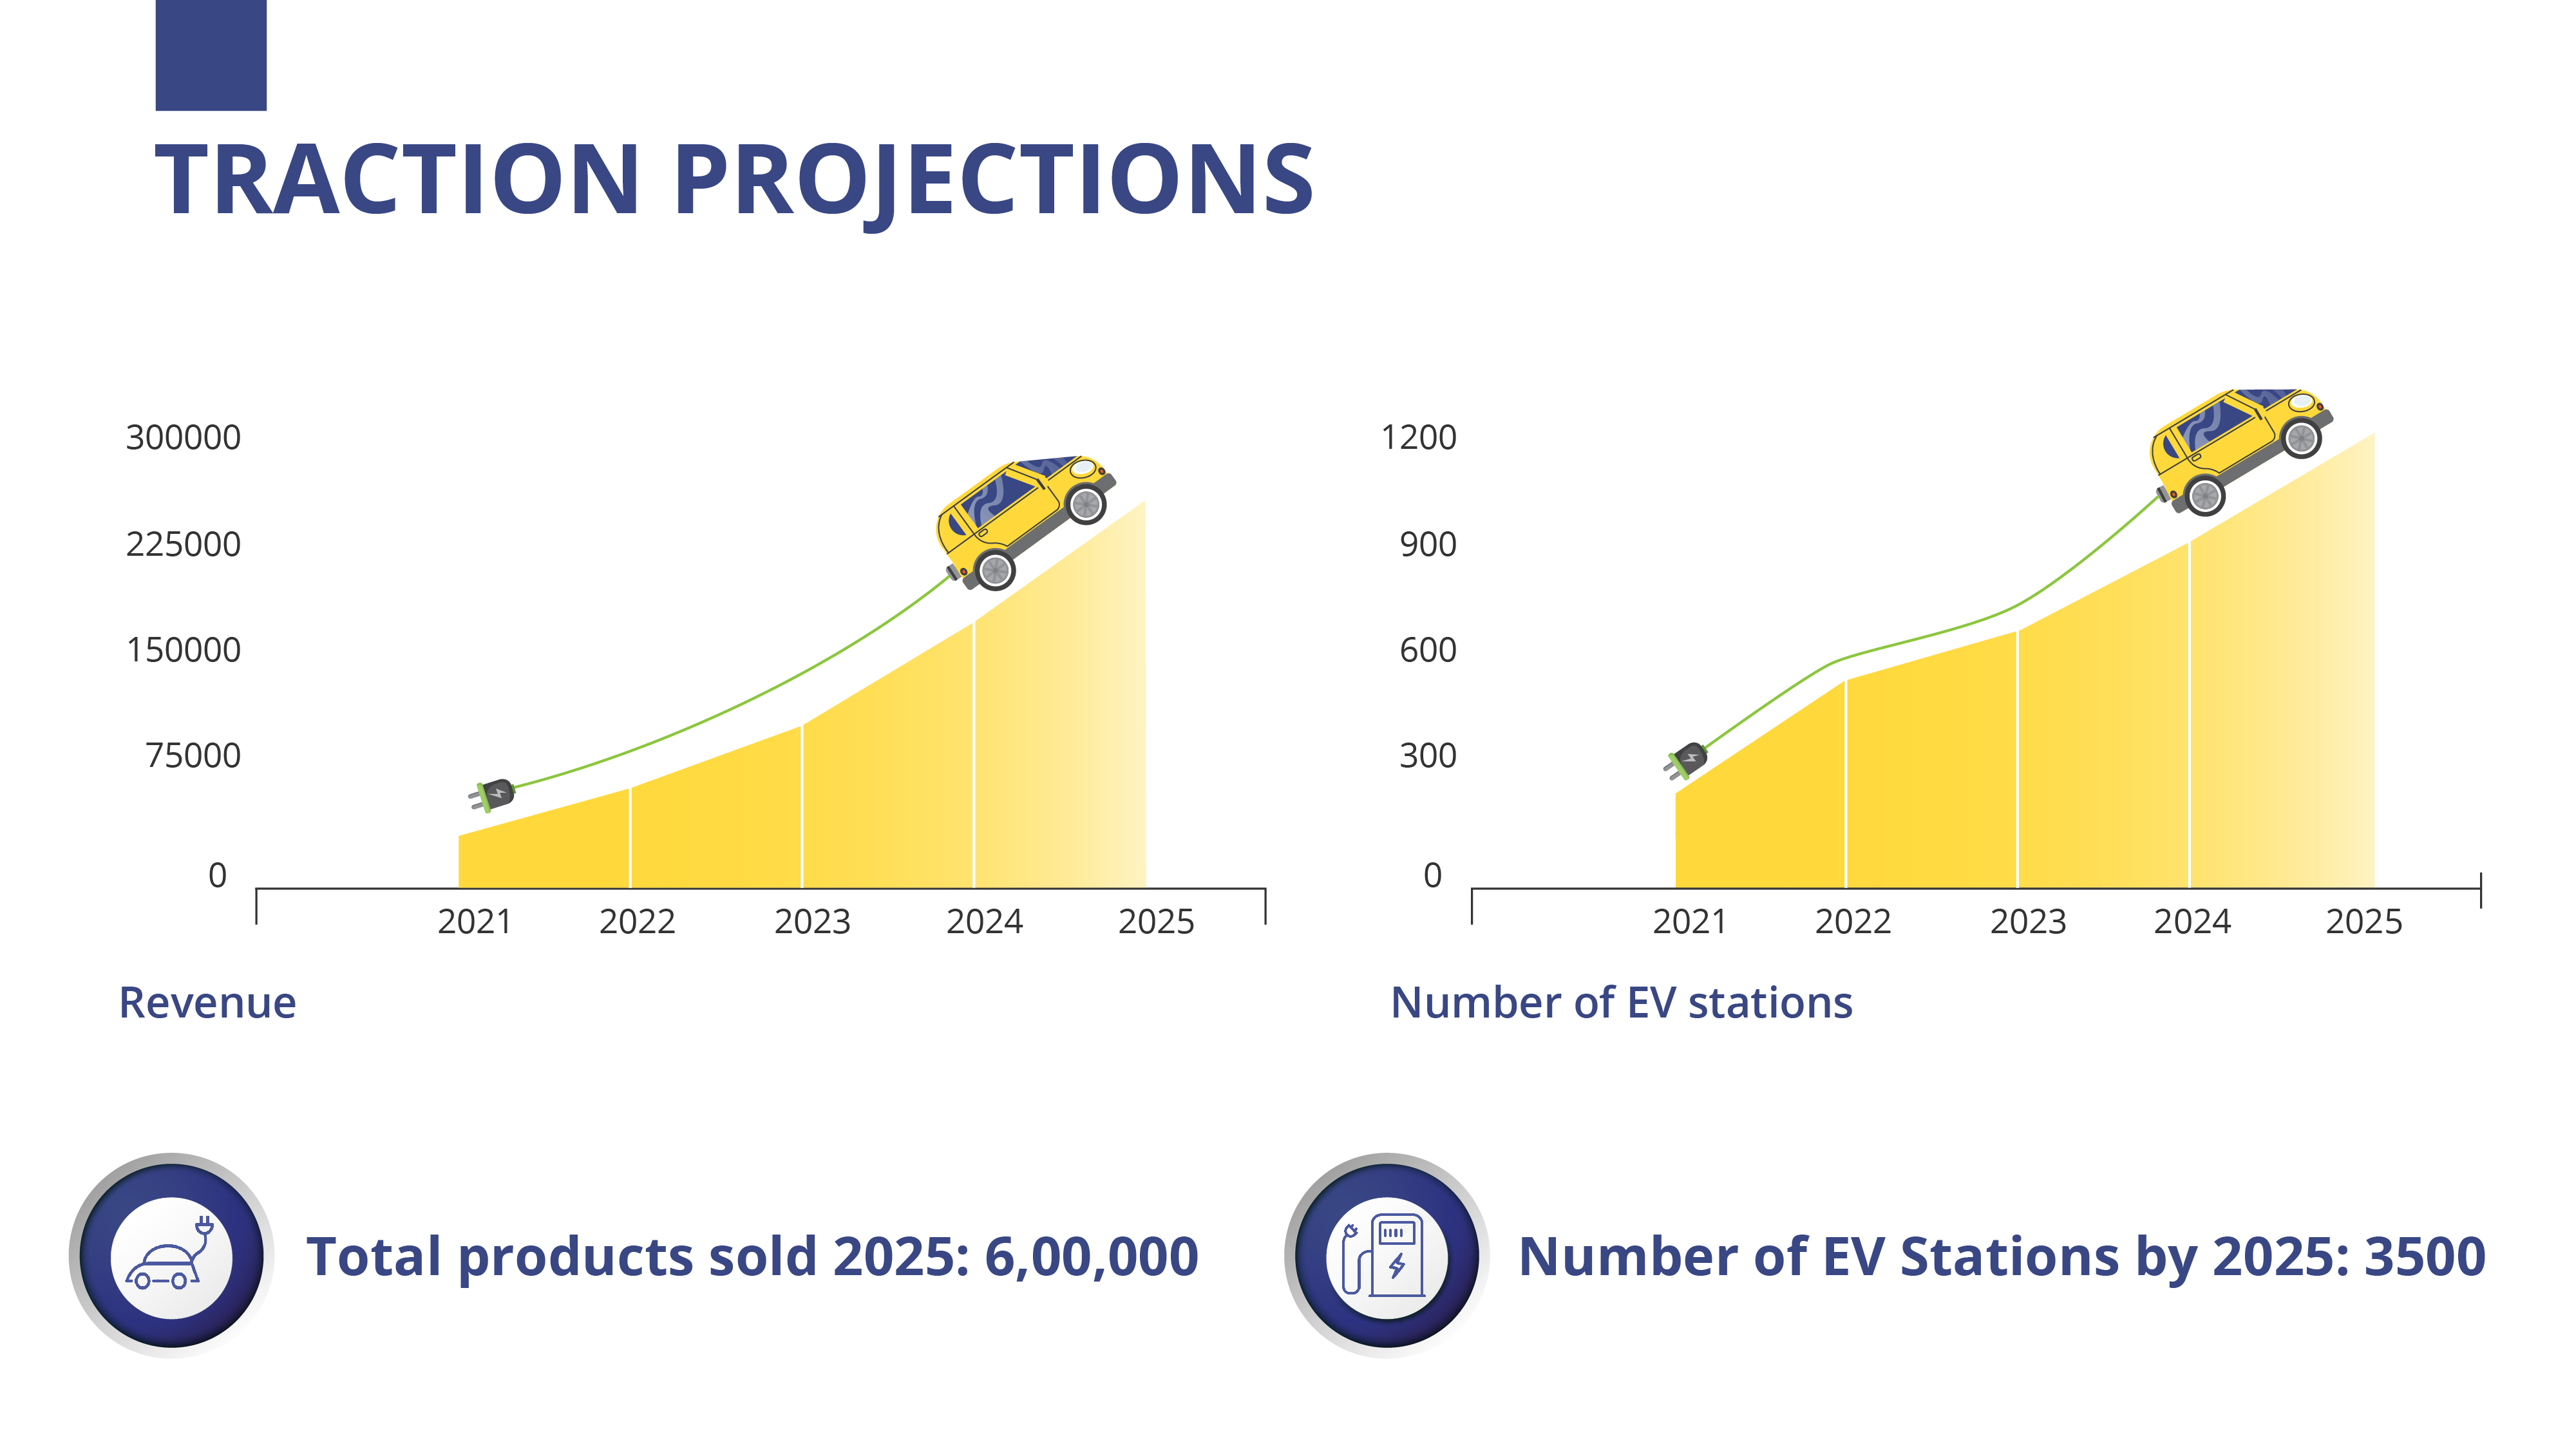 TRACTION PROJECTIONS
300000
225000
150000
75000
0
2021 2022 2023 2024 2025
Revenue
1200
900
600
300
0
2021 2022 2023 2024 2025
Number of EV stations
Total products sold 2025: 6,00,000
Number of EV Stations by 2025: 3500